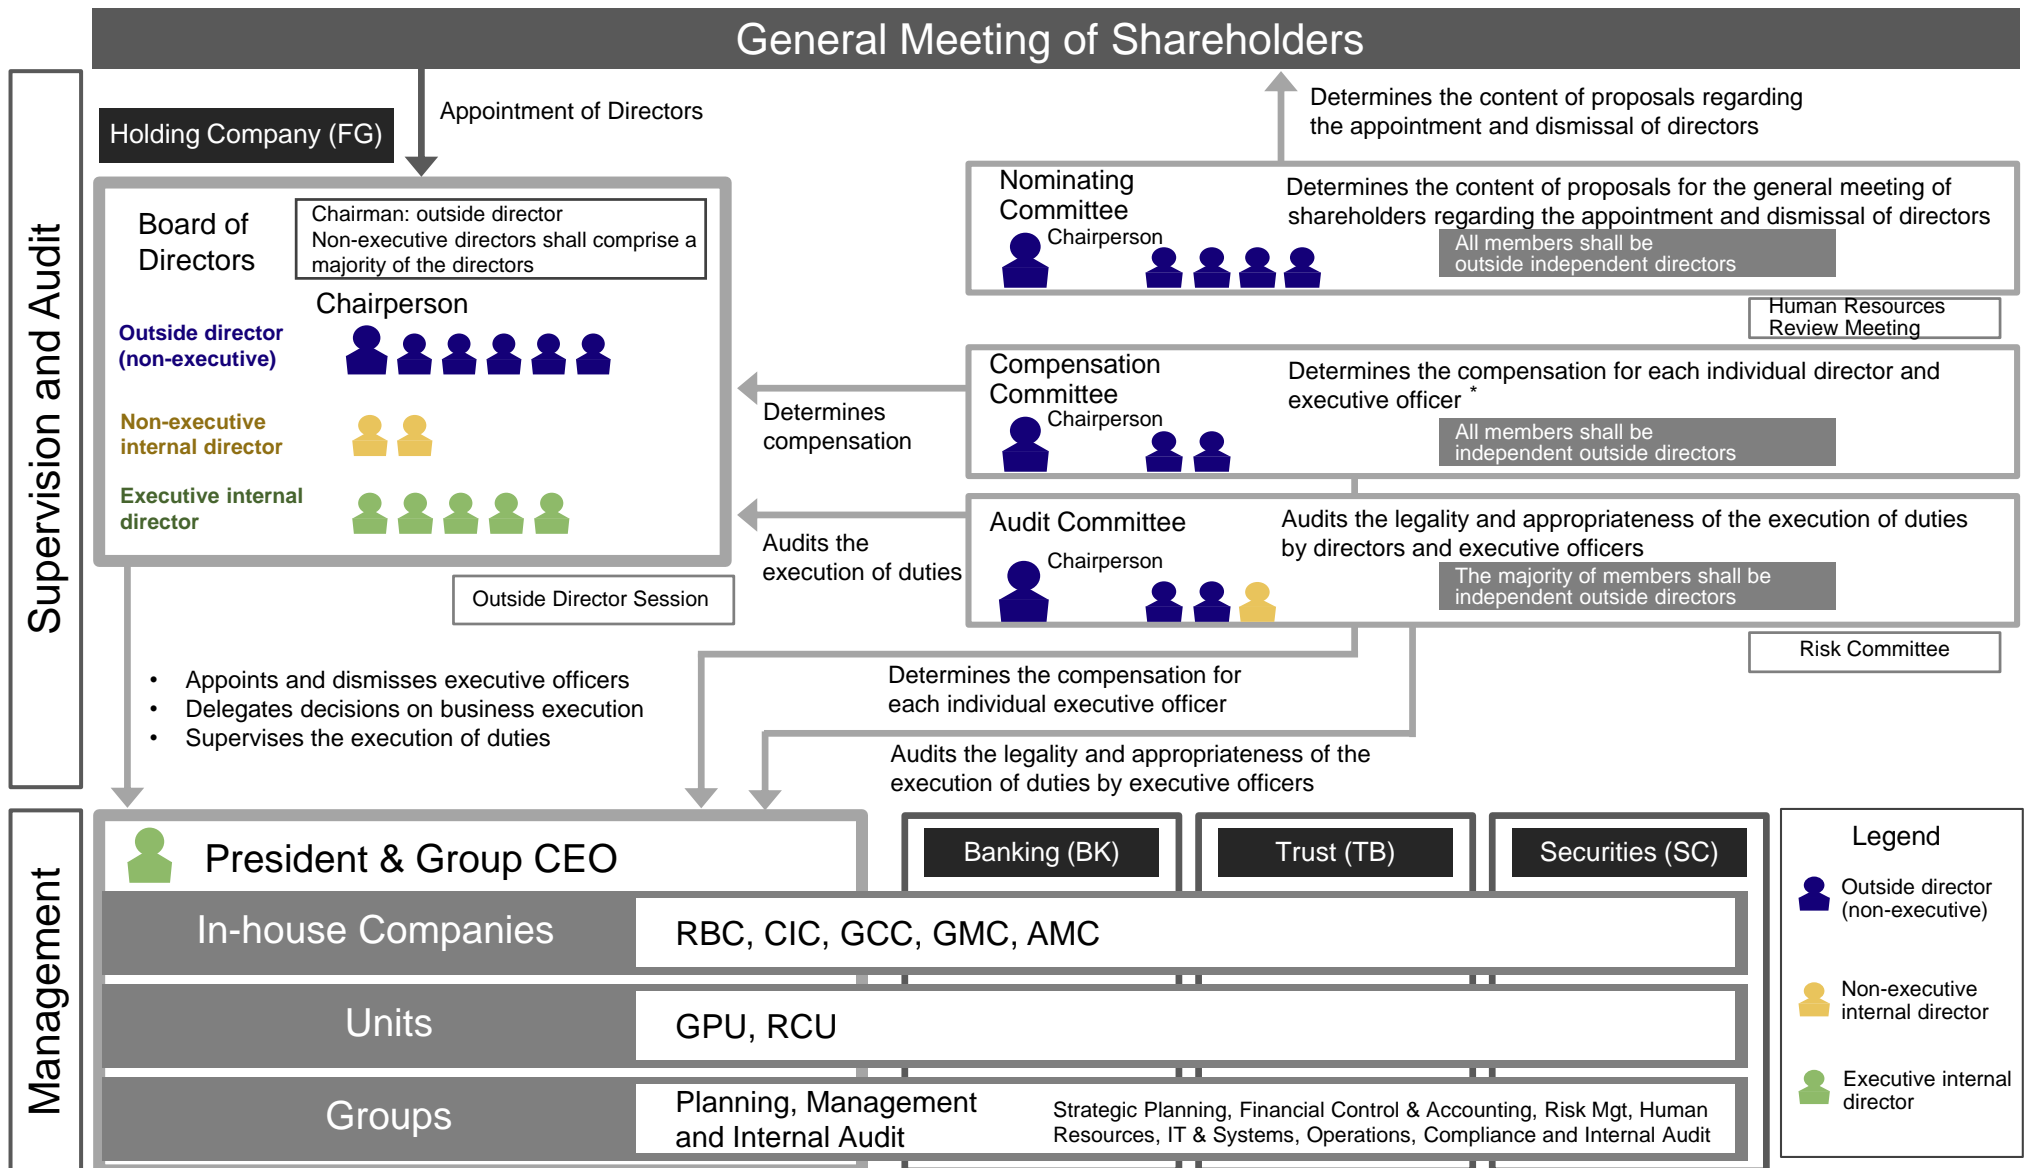 General Meeting of Shareholders
Supervision and Audit
Holding Company (FG)
Appointment of Directors
Determines the content of proposals regarding
the appointment and dismissal of directors
Board of
Directors
Chairman: outside director
Non-executive directors shall comprise a
majority of the directors
Chairperson
Outside director
(non-executive)
Non-executive
internal director
Executive internal
director
Outside Director Session
Nominating
Committee
Chairperson
Determines the content of proposals for the general meeting of
shareholders regarding the appointment and dismissal of directors
All members shall be
outside independent directors
Human Resources
Review Meeting
Compensation
Committee
Chairperson
Determines the compensation for each individual director and
executive officer *
All members shall be
independent outside directors
Determines
compensation
Audit Committee
Chairperson
Audits the legality and appropriateness of the execution of duties
by directors and executive officers
The majority of members shall be
independent outside directors
Audits the
execution of duties
Risk Committee
• Appoints and dismisses executive officers
• Delegates decisions on business execution
• Supervises the execution of duties
Determines the compensation for
each individual executive officer
Audits the legality and appropriateness of the
execution of duties by executive officers
Management
President & Group CEO
Banking (BK)
Trust (TB)
Securities (SC)
In-house Companies
RBC, CIC, GCC, GMC, AMC
Units
GPU, RCU
Groups
Planning, Management
and Internal Audit
Strategic Planning, Financial Control & Accounting, Risk Mgt, Human
Resources, IT & Systems, Operations, Compliance and Internal Audit
Legend
Outside director
(non-executive)
Non-executive
internal director
Executive internal
director